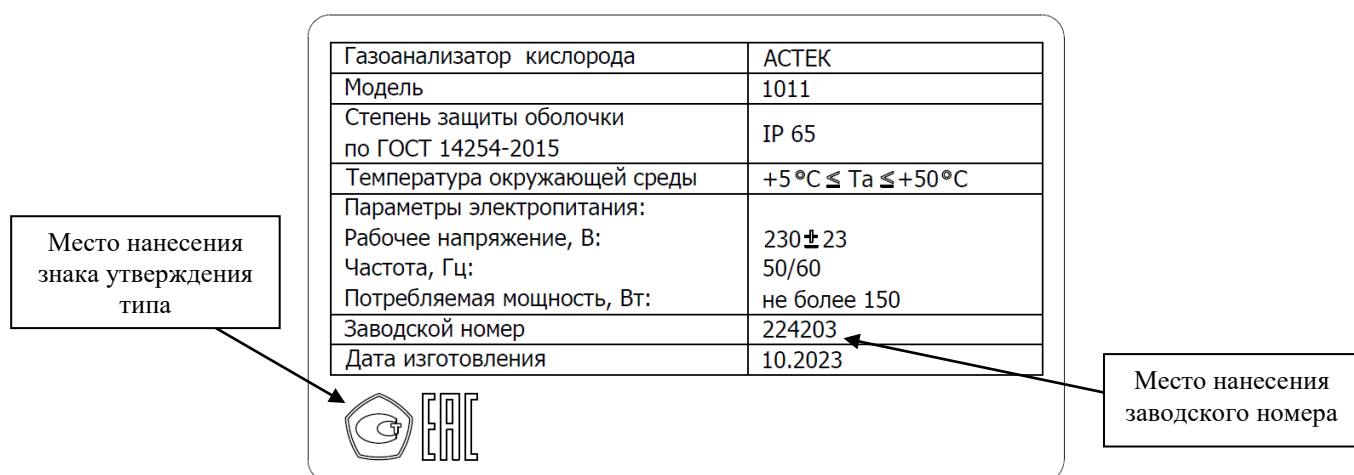 Газоанализатор кислорода АСТЕК
Модель 1011
Степень защиты оболочки
по ГОСТ 14254-2015 IP 65
Температура окружающей среды +5°C ≤ Ta ≤+50°C
Параметры электропитания:
Рабочее напряжение, В: 230±23
Частота, Гц: 50/60
Потребляемая мощность, Вт: не более 150
Заводской номер 224203
Дата изготовления 10.2023
Место нанесения
знака утверждения
типа
Место нанесения
заводского номера
ЕАС